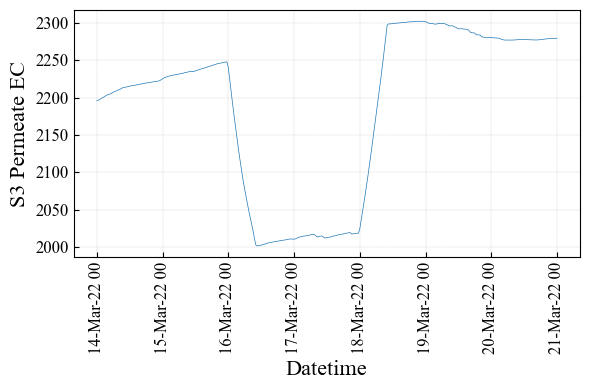 2300
2250
2200
2150
2100
2050
2000
S3 Permeate EC
14-Mar-22 00
15-Mar-22 00
16-Mar-22 00
17-Mar-22 00
18-Mar-22 00
19-Mar-22 00
20-Mar-22 00
21-Mar-22 00
Datetime